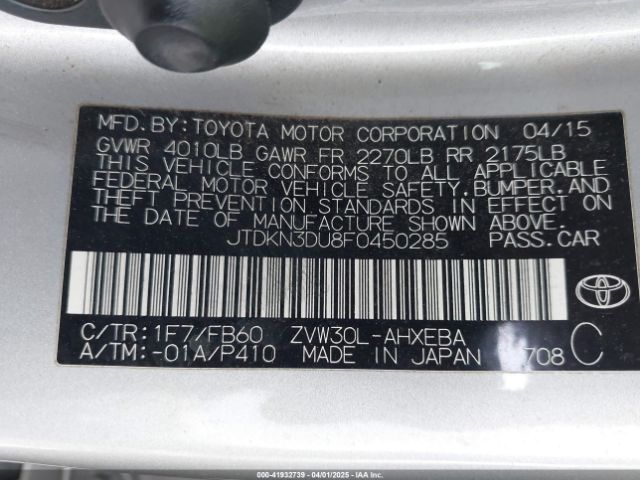 MFD. BY: TOYOTA MOTOR CORPORATION 04/15
GVWR 4010LB GAWR FR 2270LB RR 2175LB
THIS VEHICLE CONFORMS TO ALL APPLICABLE
FEDERAL MOTOR VEHICLE SAFETY, BUMPER, AND
THEFT PREVENTION STANDARDS IN EFFECT ON
THE DATE OF MANUFACTURE SHOWN ABOVE.
JTDKN3DU8F0450285 PASS.CAR
C/TR: 1F7/FB60 ZVW30L-AHXEBA
A/TM: -01A/P410 MADE IN JAPAN 708 C
TOYOTA
000-41932739 - 04/01/2025 - IAAI.CA